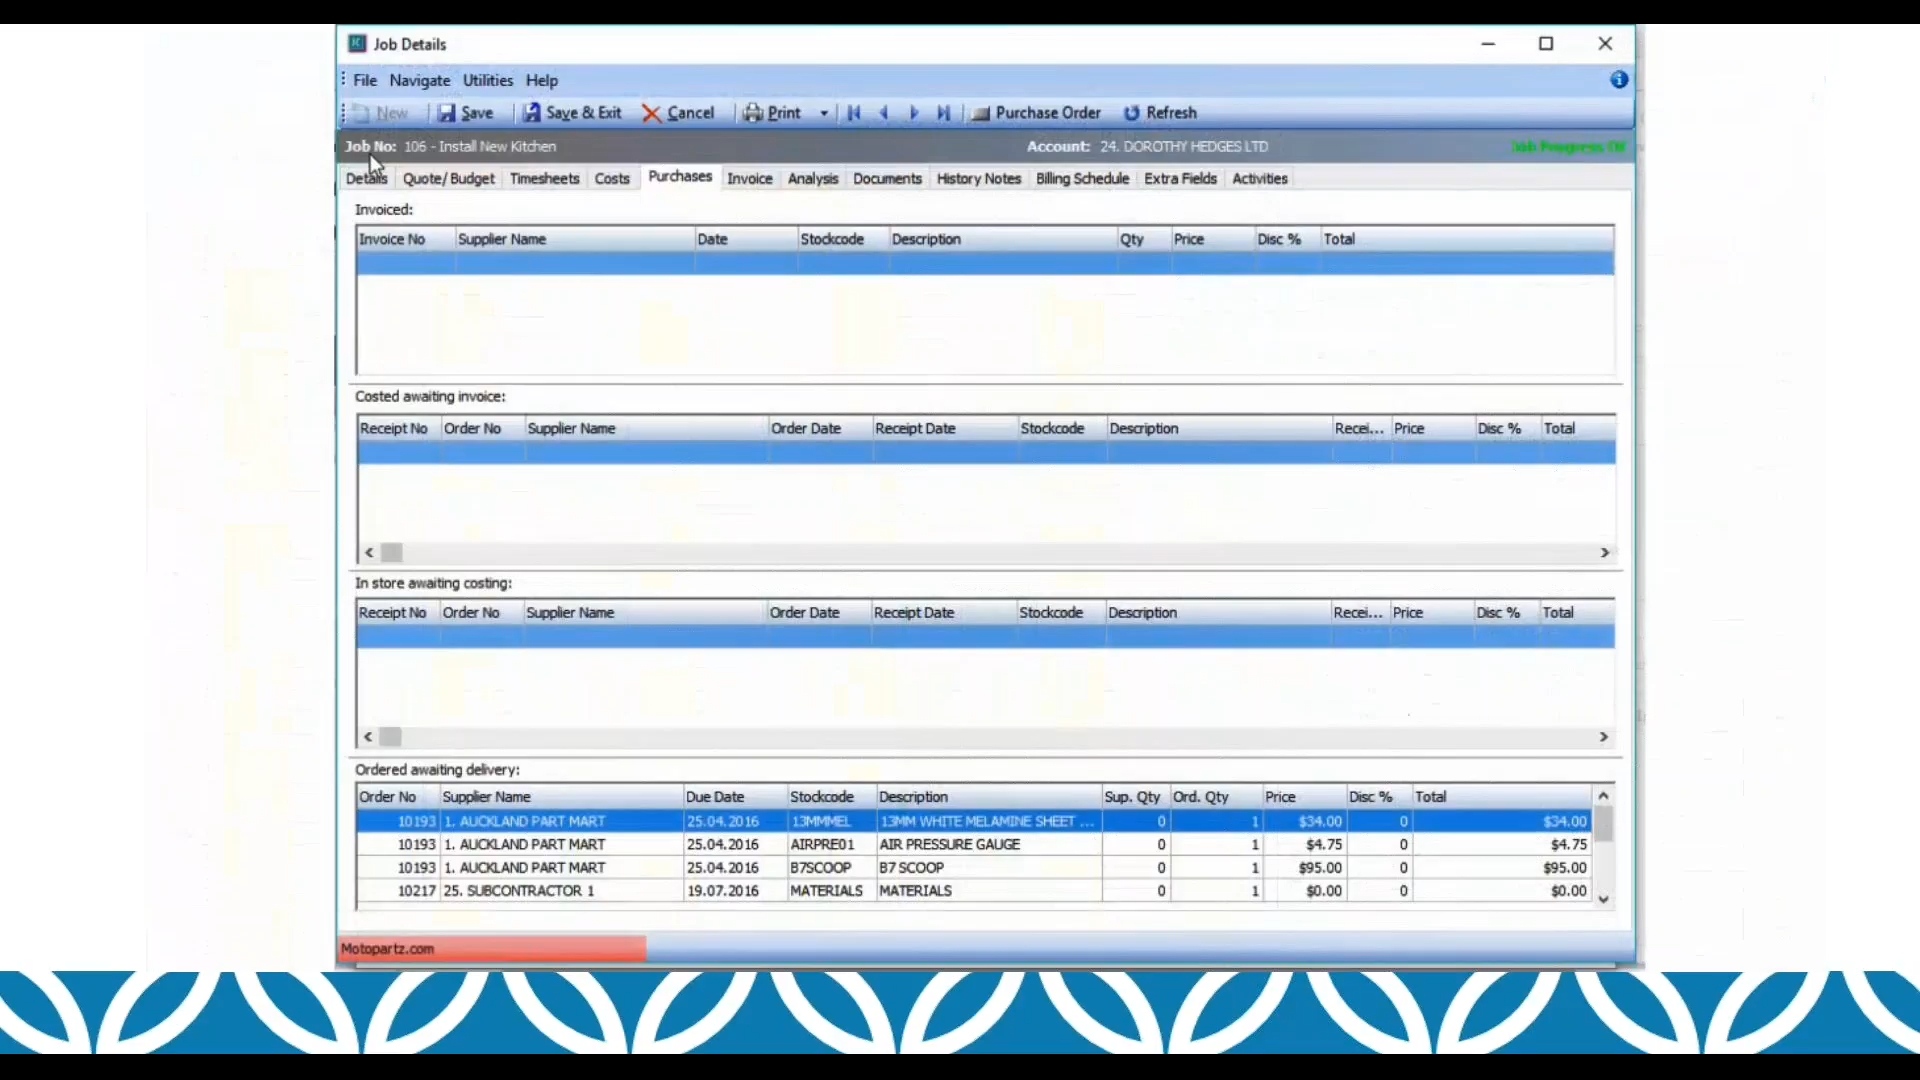 Job Details
File Navigate Utilities Help
New Save Save & Exit Cancel Print Purchase Order Refresh
Job No: 106 - Install New Kitchen Account: 24. DOROTHY HEDGES LTD Job Progress
Details Quote/Budget Timesheets Costs Purchases Invoice Analysis Documents History Notes Billing Schedule Extra Fields Activities
Invoiced:
Invoice No Supplier Name Date Stockcode Description Qty Price Disc % Total
Costed awaiting invoice:
Receipt No Order No Supplier Name Order Date Receipt Date Stockcode Description Recei... Price Disc % Total
In store awaiting costing:
Receipt No Order No Supplier Name Order Date Receipt Date Stockcode Description Recei... Price Disc % Total
Ordered awaiting delivery:
Order No Supplier Name Due Date Stockcode Description Sup. Qty Ord. Qty Price Disc % Total
10193 1. AUCKLAND PART MART 25.04.2016 13MMMEL 13MM WHITE MELAMINE SHEET ... 0 1 $34.00 0 $34.00
10193 1. AUCKLAND PART MART 25.04.2016 AIRPRE01 AIR PRESSURE GAUGE 0 1 $4.75 0 $4.75
10193 1. AUCKLAND PART MART 25.04.2016 B7SCOOP B7 SCOOP 0 1 $95.00 0 $95.00
10217 25. SUBCONTRACTOR 1 19.07.2016 MATERIALS MATERIALS 0 1 $0.00 0 $0.00
Motopartz.com